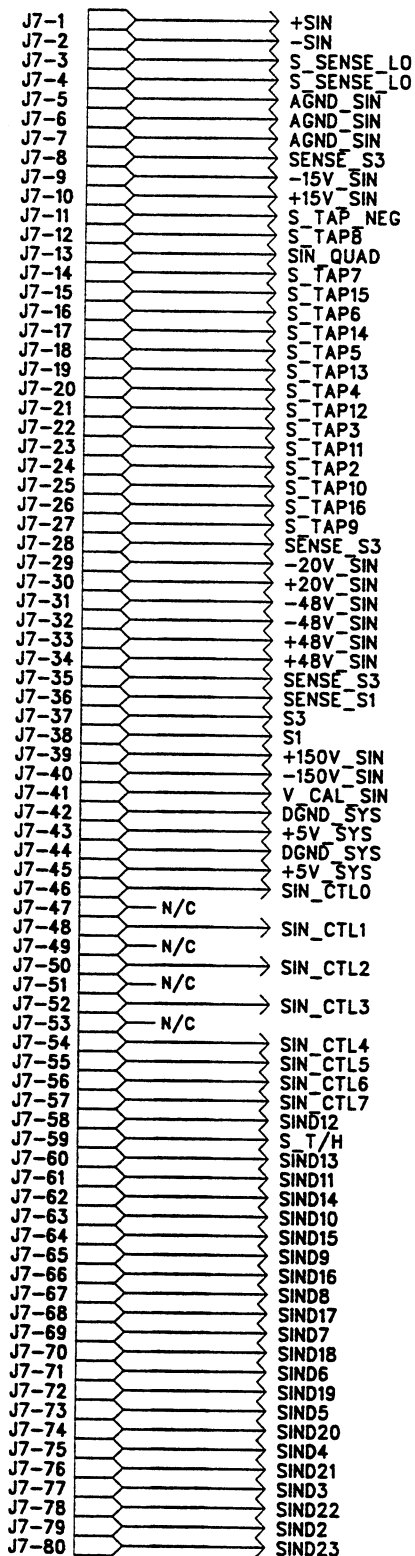 J7-1 +SIN
J7-2 -SIN
J7-3 S_SENSE_LO
J7-4 S_SENSE_LO
J7-5 AGND_SIN
J7-6 AGND_SIN
J7-7 AGND_SIN
J7-8 SENSE_S3
J7-9 -15V_SIN
J7-10 +15V_SIN
J7-11 S_TAP_NEG
J7-12 S_TAP8
J7-13 SIN_QUAD
J7-14 S_TAP7
J7-15 S_TAP15
J7-16 S_TAP6
J7-17 S_TAP14
J7-18 S_TAP5
J7-19 S_TAP13
J7-20 S_TAP4
J7-21 S_TAP12
J7-22 S_TAP3
J7-23 S_TAP11
J7-24 S_TAP2
J7-25 S_TAP10
J7-26 S_TAP16
J7-27 S_TAP9
J7-28 SENSE_S3
J7-29 -20V_SIN
J7-30 +20V_SIN
J7-31 -48V_SIN
J7-32 -48V_SIN
J7-33 +48V_SIN
J7-34 +48V_SIN
J7-35 SENSE_S3
J7-36 SENSE_S1
J7-37 S3
J7-38 S1
J7-39 +150V_SIN
J7-40 -150V_SIN
J7-41 V_CAL_SIN
J7-42 DGND_SYS
J7-43 +5V_SYS
J7-44 DGND_SYS
J7-45 +5V_SYS
J7-46 SIN_CTL0
J7-47 N/C
J7-48 SIN_CTL1
J7-49 N/C
J7-50 SIN_CTL2
J7-51 N/C
J7-52 SIN_CTL3
J7-53 N/C
J7-54 SIN_CTL4
J7-55 SIN_CTL5
J7-56 SIN_CTL6
J7-57 SIN_CTL7
J7-58 SIND12
J7-59 S_T/H
J7-60 SIND13
J7-61 SIND11
J7-62 SIND14
J7-63 SIND10
J7-64 SIND15
J7-65 SIND9
J7-66 SIND16
J7-67 SIND8
J7-68 SIND17
J7-69 SIND7
J7-70 SIND18
J7-71 SIND6
J7-72 SIND19
J7-73 SIND5
J7-74 SIND20
J7-75 SIND4
J7-76 SIND21
J7-77 SIND3
J7-78 SIND22
J7-79 SIND2
J7-80 SIND23